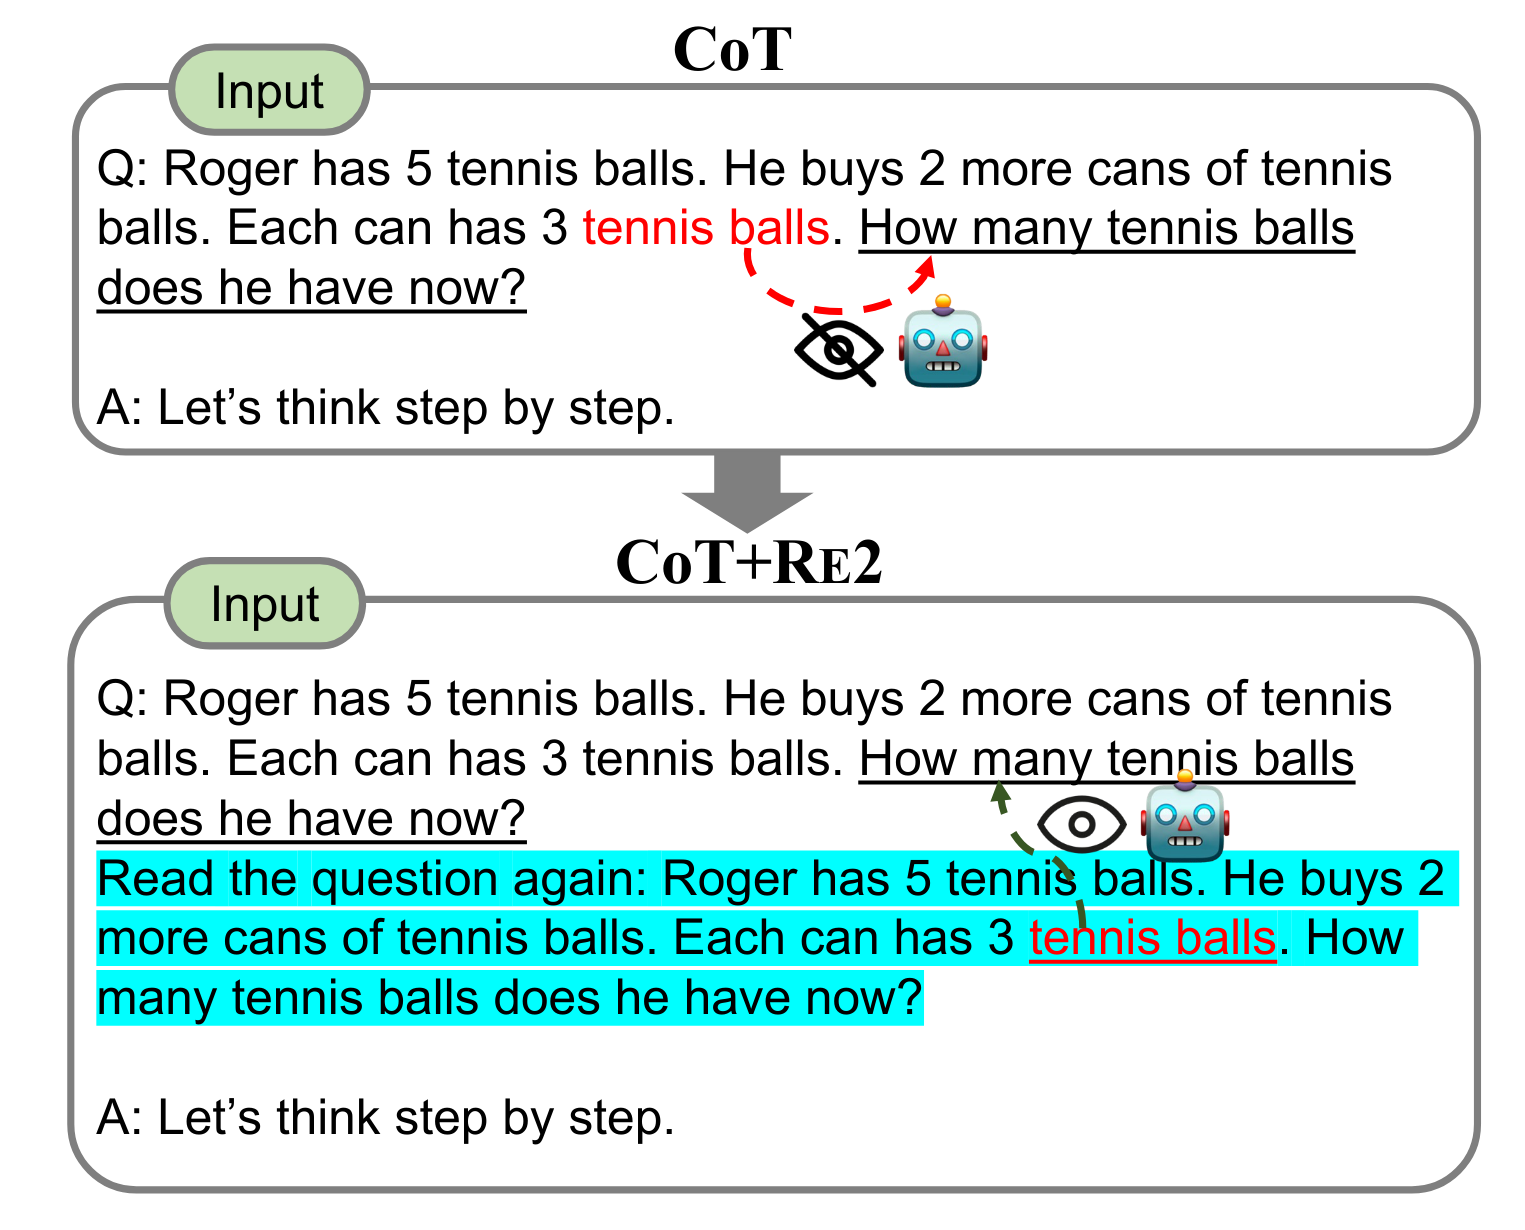 CoT
Input
Q: Roger has 5 tennis balls. He buys 2 more cans of tennis
balls. Each can has 3 tennis balls. How many tennis balls
does he have now?
A: Let’s think step by step.
CoT+RE2
Input
Q: Roger has 5 tennis balls. He buys 2 more cans of tennis
balls. Each can has 3 tennis balls. How many tennis balls
does he have now?
Read the question again: Roger has 5 tennis balls. He buys 2
more cans of tennis balls. Each can has 3 tennis balls. How
many tennis balls does he have now?
A: Let’s think step by step.